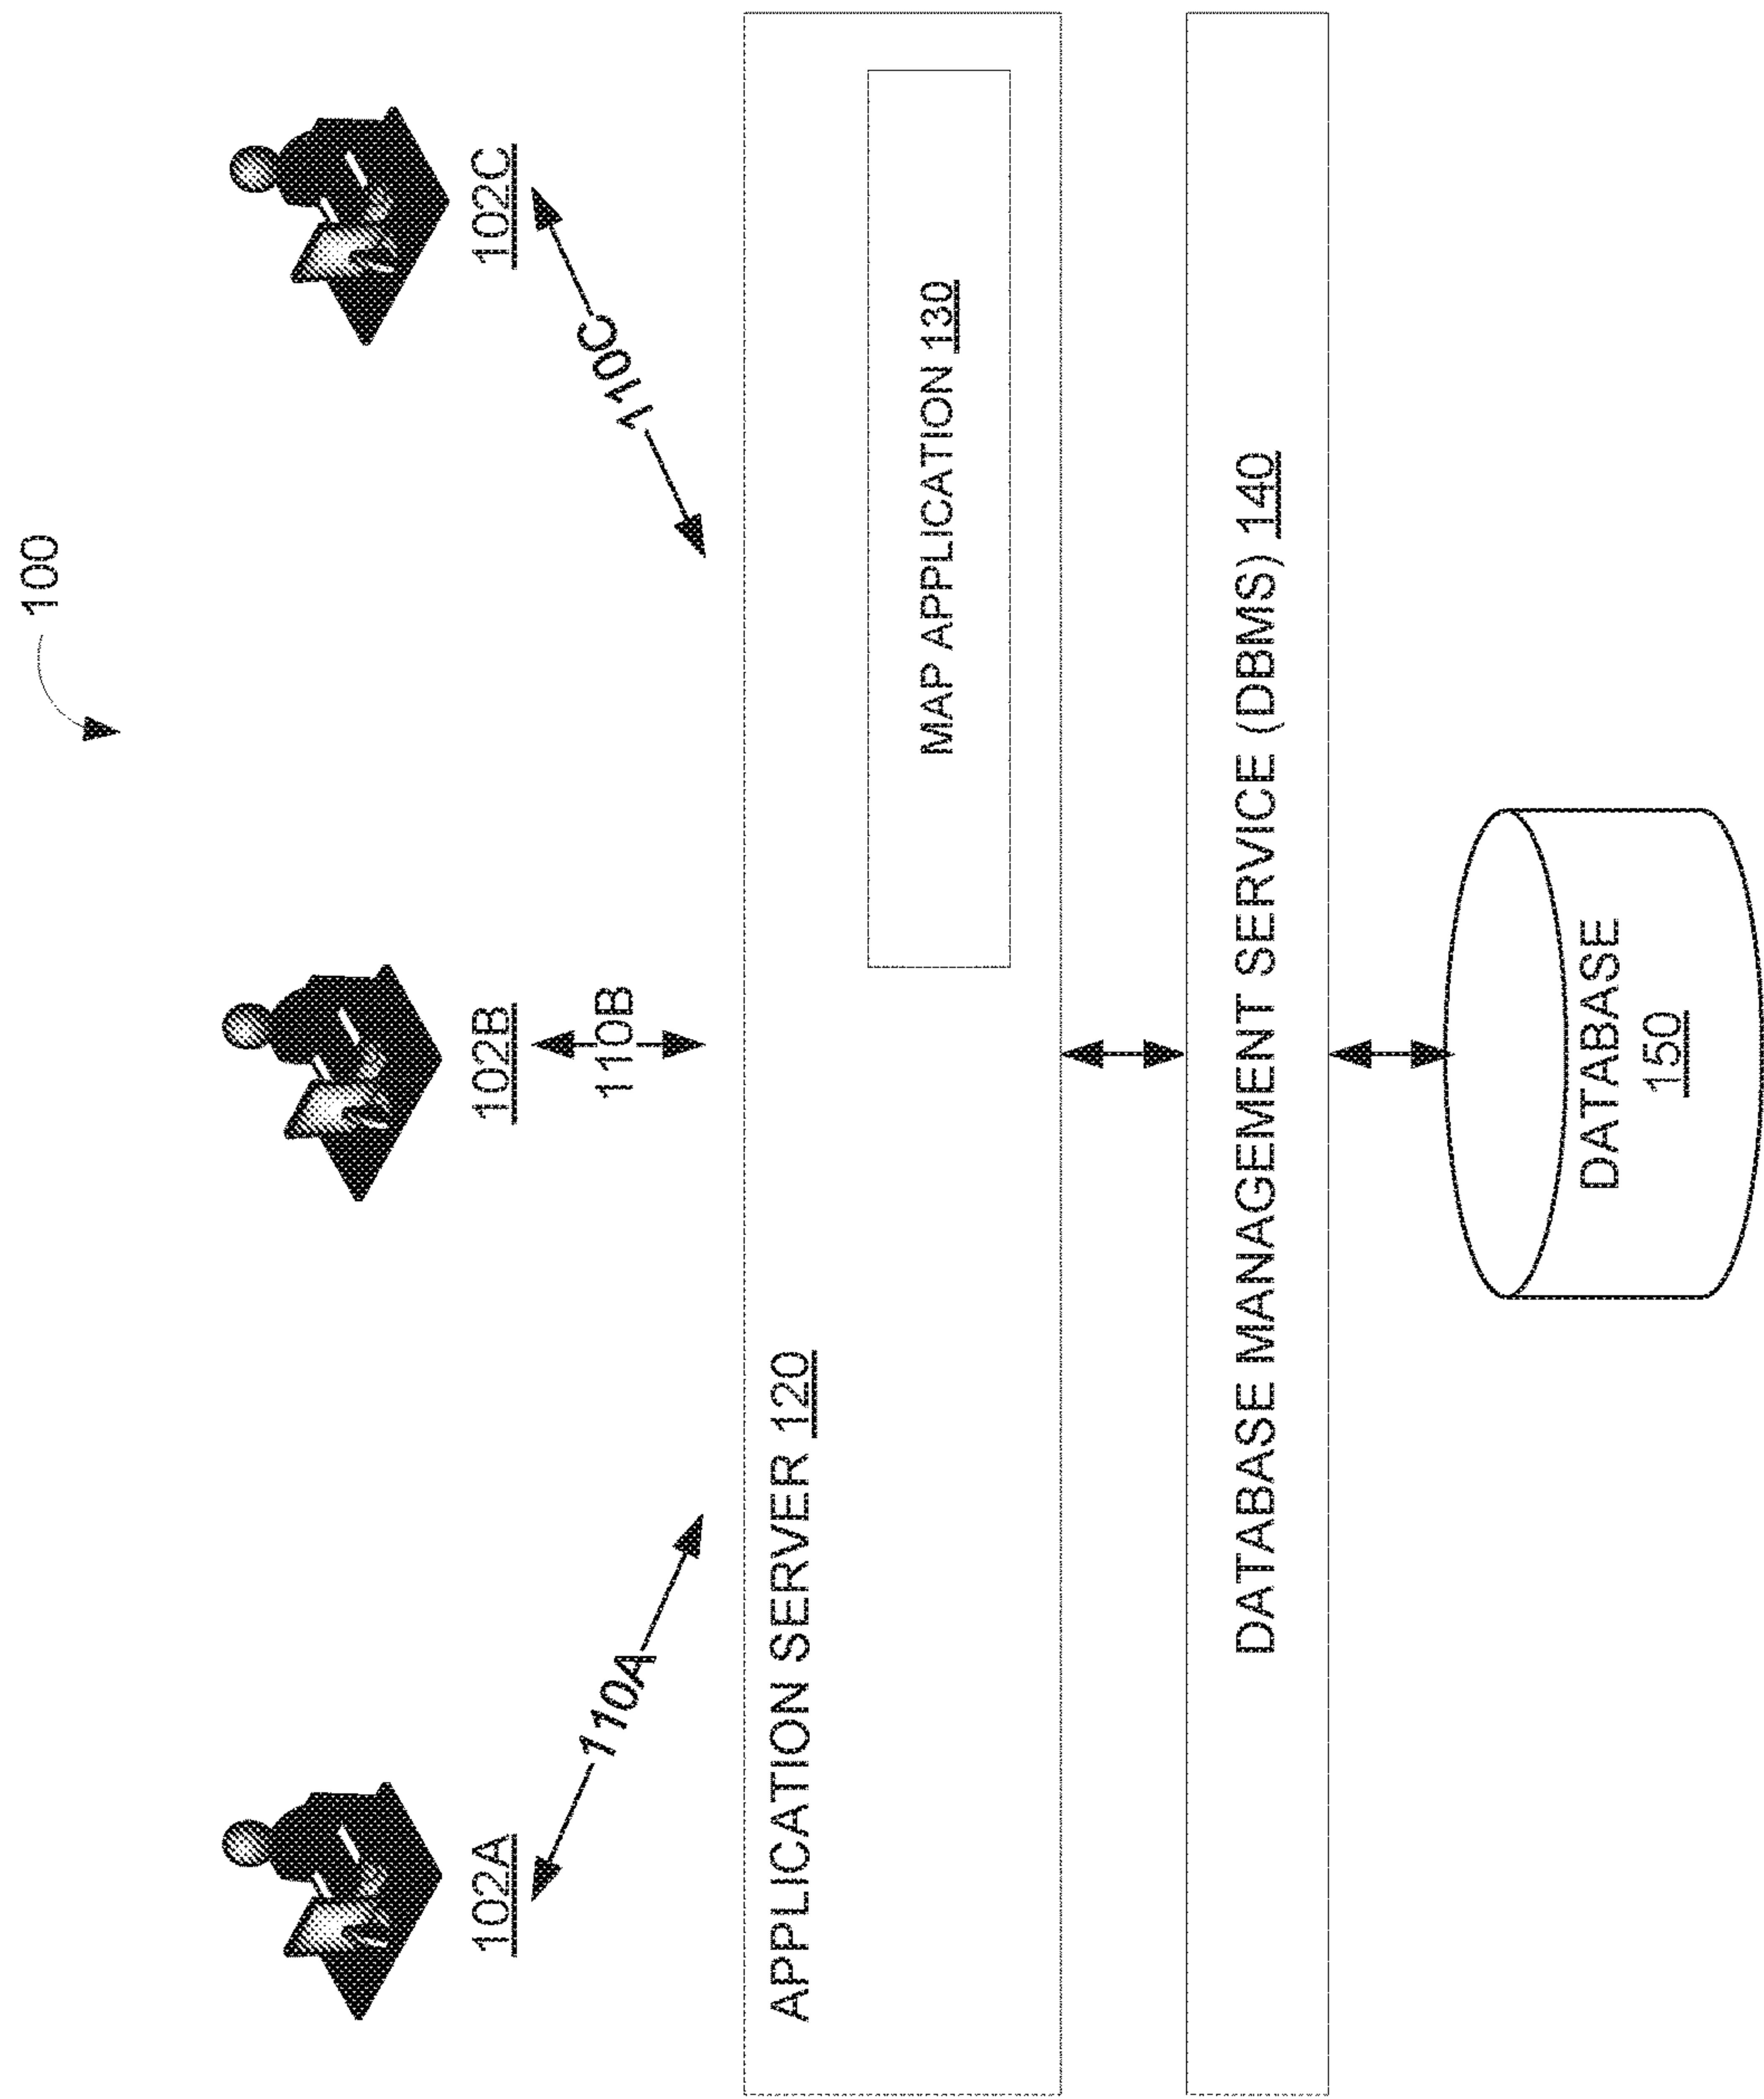 100
102A
102B
102C
110A
110B
110C
APPLICATION SERVER 120
MAP APPLICATION 130
DATABASE MANAGEMENT SERVICE (DBMS) 140
DATABASE
150